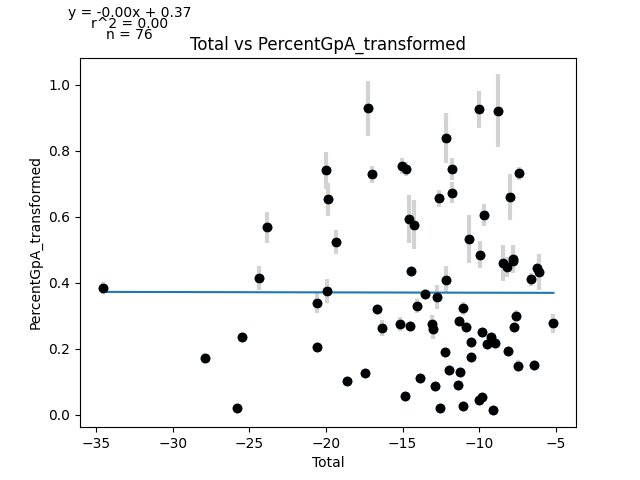 y = -0.00x + 0.37
r^2 = 0.00
n = 76
Total vs PercentGpA_transformed
PercentGpA_transformed
1.0
0.8
0.6
0.4
0.2
0.0
−35
−30
−25
−20
−15
−10
−5
Total